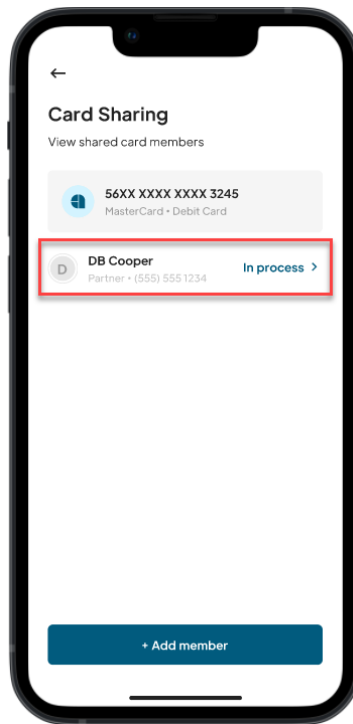 Card Sharing
View shared card members
56XX XXXX XXXX 3245
MasterCard • Debit Card
D
DB Cooper
In process >
Partner • (555) 555 1234
+ Add member